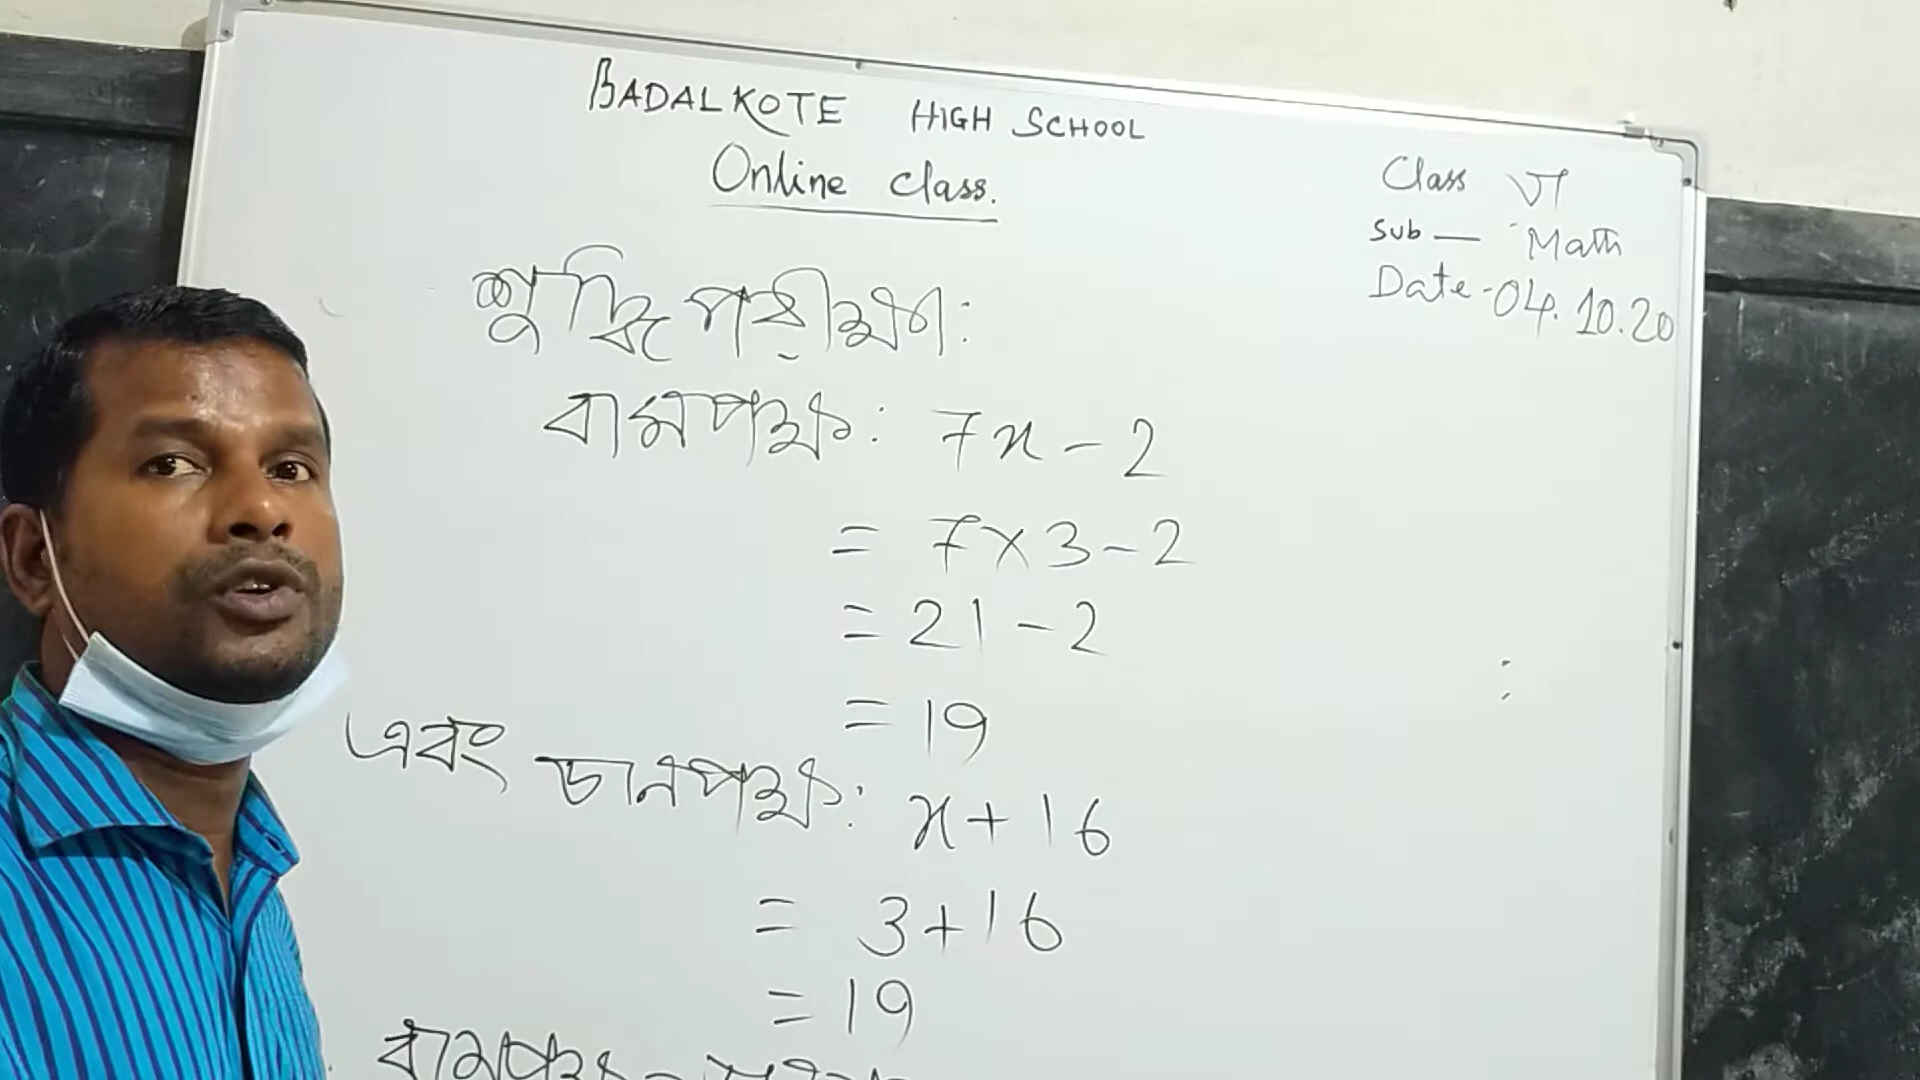 BADALKOTE HIGH SCHOOL
Online class.
Class VI
Sub — Math
Date-04.10.20
শুদ্ধি পরীক্ষা:
বামপক্ষ: 7x-2
= 7×3-2
= 21-2
= 19
এবং ডানপক্ষ: x+16
= 3+16
= 19
বামপক্ষ =